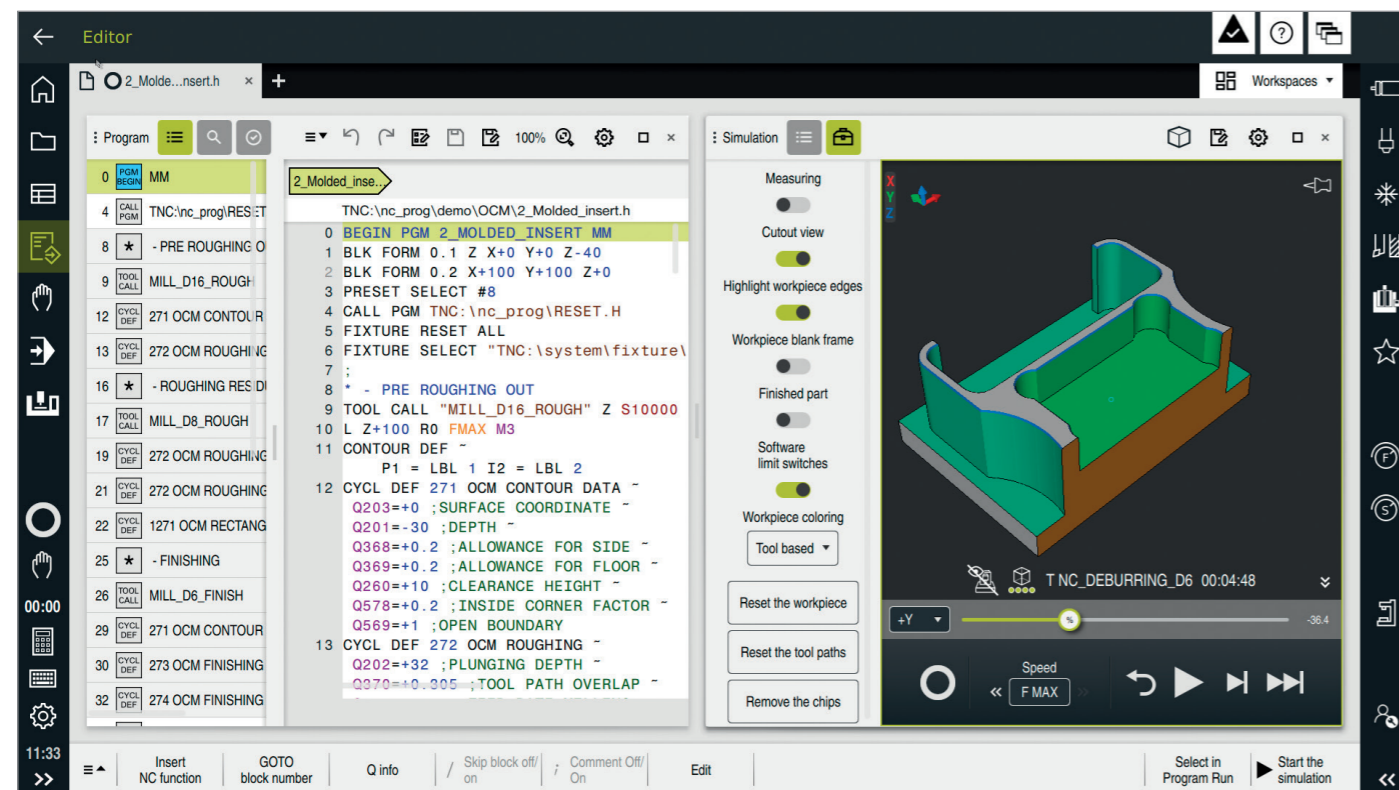 Editor
2_Molde...nsert.h ×
Workspaces
Program
100%
×
Simulation
×
0 PGM BEGIN MM
4 CALL PGM TNC:\nc_prog\RESET
8 * - PRE ROUGHING O
9 TOOL CALL MILL_D16_ROUGH
12 CYCL DEF 271 OCM CONTOUR
13 CYCL DEF 272 OCM ROUGHING
16 * - ROUGHING RESID
17 TOOL CALL MILL_D8_ROUGH
19 CYCL DEF 272 OCM ROUGHING
21 CYCL DEF 272 OCM ROUGHING
22 CYCL DEF 1271 OCM RECTANG
25 * - FINISHING
26 TOOL CALL MILL_D6_FINISH
29 CYCL DEF 271 OCM CONTOUR
30 CYCL DEF 273 OCM FINISHING
32 CYCL DEF 274 OCM FINISHING
2_Molded_inse...
TNC:\nc_prog\demo\OCM\2_Molded_insert.h
0 BEGIN PGM 2_MOLDED_INSERT MM
1 BLK FORM 0.1 Z X+0 Y+0 Z-40
2 BLK FORM 0.2 X+100 Y+100 Z+0
3 PRESET SELECT #8
4 CALL PGM TNC:\nc_prog\RESET.H
5 FIXTURE RESET ALL
6 FIXTURE SELECT "TNC:\system\fixture\
7 ;
8 * - PRE ROUGHING OUT
9 TOOL CALL "MILL_D16_ROUGH" Z S10000
10 L Z+100 R0 FMAX M3
11 CONTOUR DEF ~
P1 = LBL 1 I2 = LBL 2
12 CYCL DEF 271 OCM CONTOUR DATA ~
Q203=+0 ;SURFACE COORDINATE ~
Q201=-30 ;DEPTH ~
Q368=+0.2 ;ALLOWANCE FOR SIDE ~
Q369=+0.2 ;ALLOWANCE FOR FLOOR ~
Q260=+10 ;CLEARANCE HEIGHT ~
Q578=+0.2 ;INSIDE CORNER FACTOR ~
Q569=+1 ;OPEN BOUNDARY
13 CYCL DEF 272 OCM ROUGHING ~
Q202=+32 ;PLUNGING DEPTH ~
Q370=+0.305 ;TOOL PATH OVERLAP ~
Measuring
Cutout view
Highlight workpiece edges
Workpiece blank frame
Finished part
Software
limit switches
Workpiece coloring
Tool based
Reset the workpiece
Reset the tool paths
Remove the chips
X
Y
Z
T NC_DEBURRING_D6 00:04:48
+Y
%
-36.4
Speed
F MAX
00:00
11:33
F
S
Insert
NC function
GOTO
block number
Q info
/ Skip block off/
on
; Comment Off/
On
Edit
Select in
Program Run
Start the
simulation